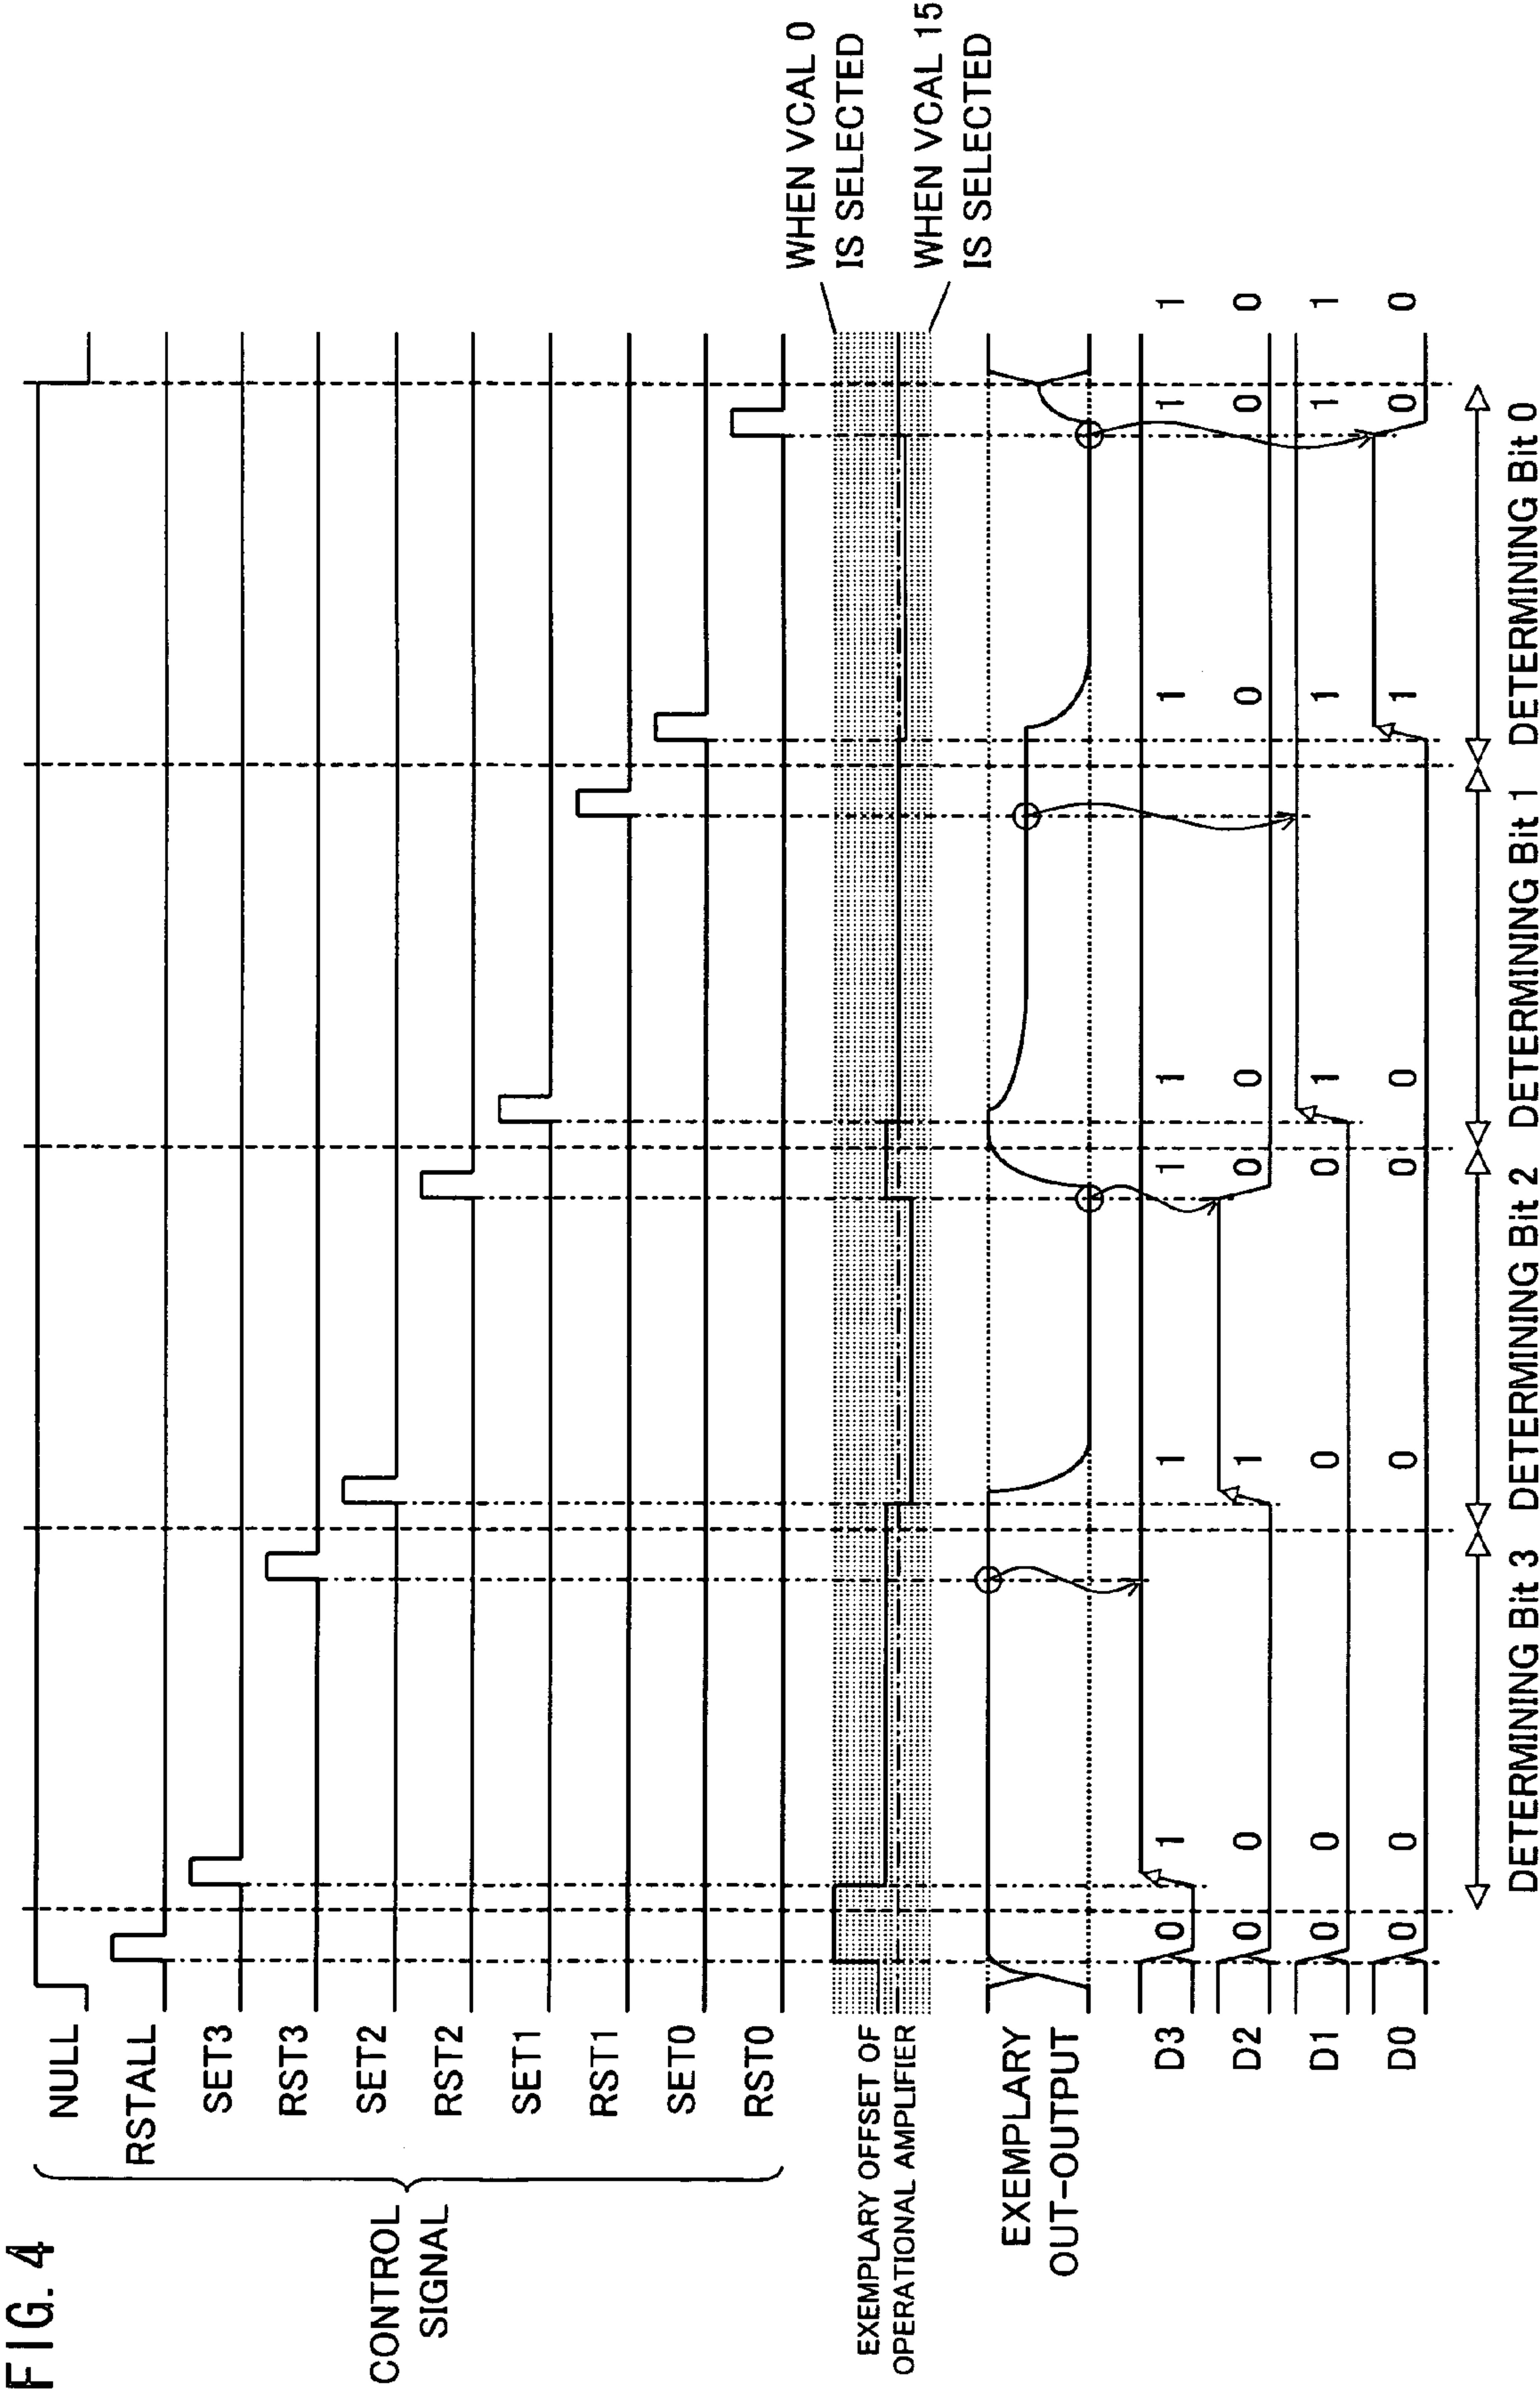 FIG. 4
CONTROL
SIGNAL
NULL
RSTALL
SET3
RST3
SET2
RST2
SET1
RST1
SET0
RST0
WHEN VCAL 0
IS SELECTED
EXEMPLARY OFFSET OF
OPERATIONAL AMPLIFIER
WHEN VCAL 15
IS SELECTED
EXEMPLARY
OUT-OUTPUT
D3 0 1 1 1 1 1 1 1
D2 0 0 1 0 0 0 0 0
D1 0 0 0 0 1 1 1 1
D0 0 0 0 0 0 1 0 0
DETERMINING Bit 3 DETERMINING Bit 2 DETERMINING Bit 1 DETERMINING Bit 0